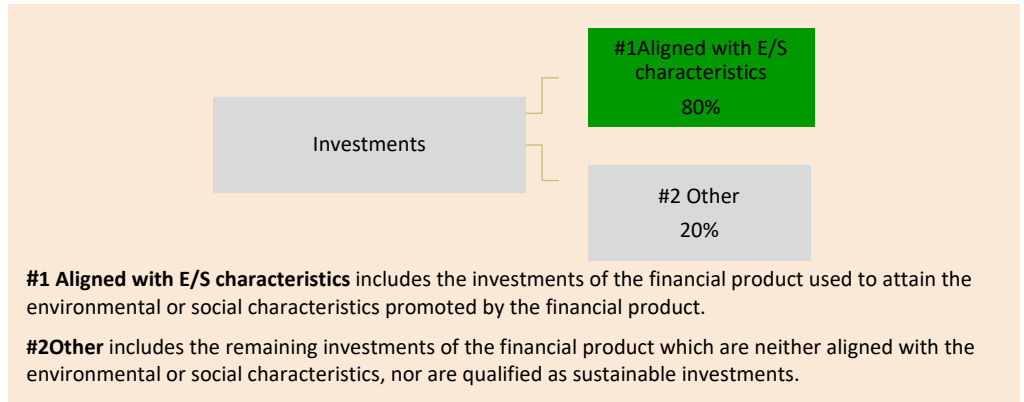 #1Aligned with E/S
characteristics
80%
Investments
#2 Other
20%
#1 Aligned with E/S characteristics includes the investments of the financial product used to attain the
environmental or social characteristics promoted by the financial product.
#2Other includes the remaining investments of the financial product which are neither aligned with the
environmental or social characteristics, nor are qualified as sustainable investments.